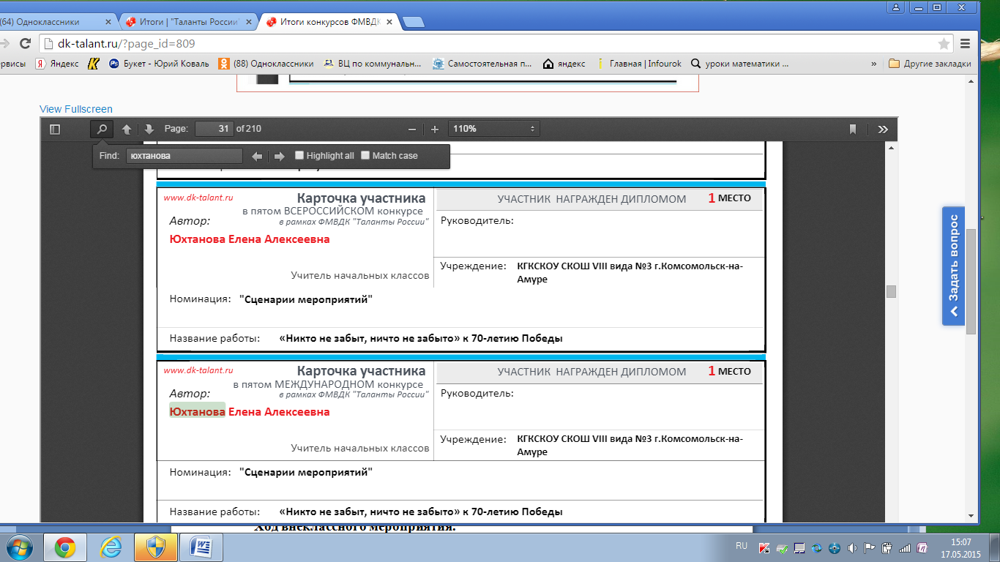 (64) Одноклассники
Итоги | "Таланты России"
Итоги конкурсов ФМВДК
dk-talant.ru/?page_id=809
ервисы
Яндекс
Букет - Юрий Коваль
(88) Одноклассники
ВЦ по коммунальн...
Самостоятельная п...
яндекс
Главная | Infourok
уроки математики ...
»
Другие закладки
View Fullscreen
Page: 31 of 210
110%
Find: юхтанова
Highlight all
Match case
www.dk-talant.ru
Карточка участника
в пятом ВСЕРОССИЙСКОМ конкурсе
Автор:
в рамках ФМВДК "Таланты России"
Юхтанова Елена Алексеевна
Учитель начальных классов
УЧАСТНИК НАГРАЖДЕН ДИПЛОМОМ 1 МЕСТО
Руководитель:
Учреждение: КГКСКОУ СКОШ VIII вида №3 г.Комсомольск-на-
Амуре
Номинация: "Сценарии мероприятий"
Название работы: «Никто не забыт, ничто не забыто» к 70-летию Победы
www.dk-talant.ru
Карточка участника
в пятом МЕЖДУНАРОДНОМ конкурсе
Автор:
в рамках ФМВДК "Таланты России"
Юхтанова Елена Алексеевна
Учитель начальных классов
УЧАСТНИК НАГРАЖДЕН ДИПЛОМОМ 1 МЕСТО
Руководитель:
Учреждение: КГКСКОУ СКОШ VIII вида №3 г.Комсомольск-на-
Амуре
Номинация: "Сценарии мероприятий"
Название работы: «Никто не забыт, ничто не забыто» к 70-летию Победы
Задать вопрос
Ход внеклассного мероприятия.
RU
15:07
17.05.2015